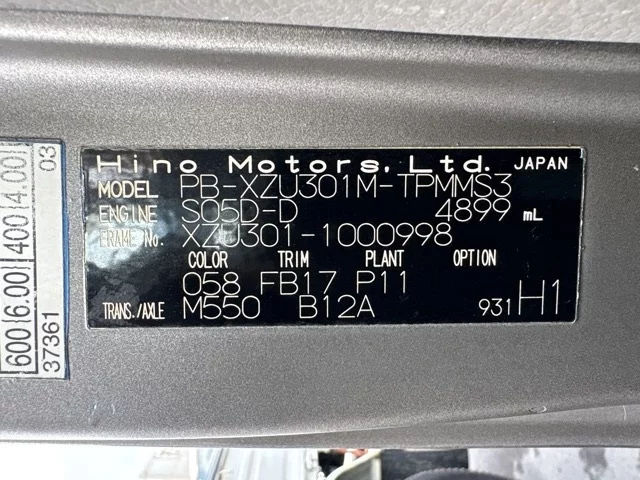 Hino Motors, Ltd. JAPAN
MODEL PB-XZU301M-TPMMS3
ENGINE S05D-D 4899 mL
FRAME No. XZU301-1000998
COLOR TRIM PLANT OPTION
058 FB17 P11
TRANS./AXLE M550 B12A 931 H1
600(6.00) 400(4.00)
37361 03